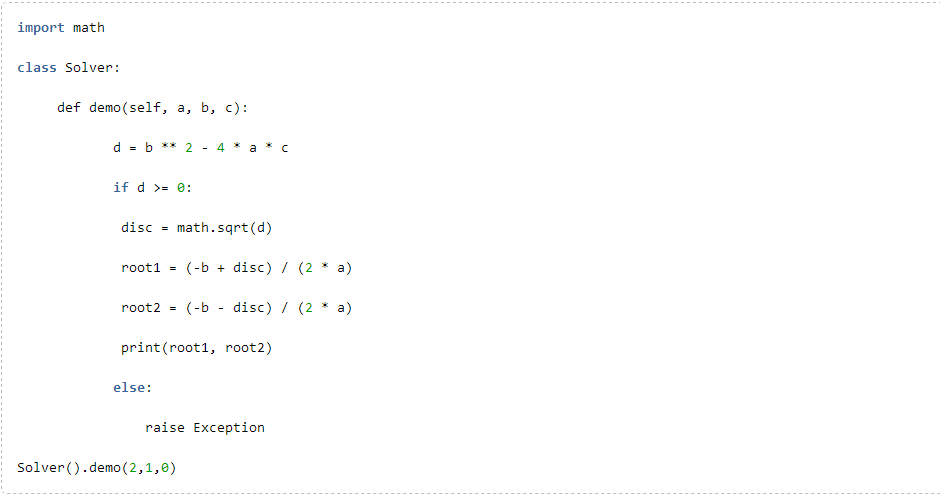 import math
class Solver:
def demo(self, a, b, c):
d = b ** 2 - 4 * a * c
if d >= 0:
disc = math.sqrt(d)
root1 = (-b + disc) / (2 * a)
root2 = (-b - disc) / (2 * a)
print(root1, root2)
else:
raise Exception
Solver().demo(2,1,0)